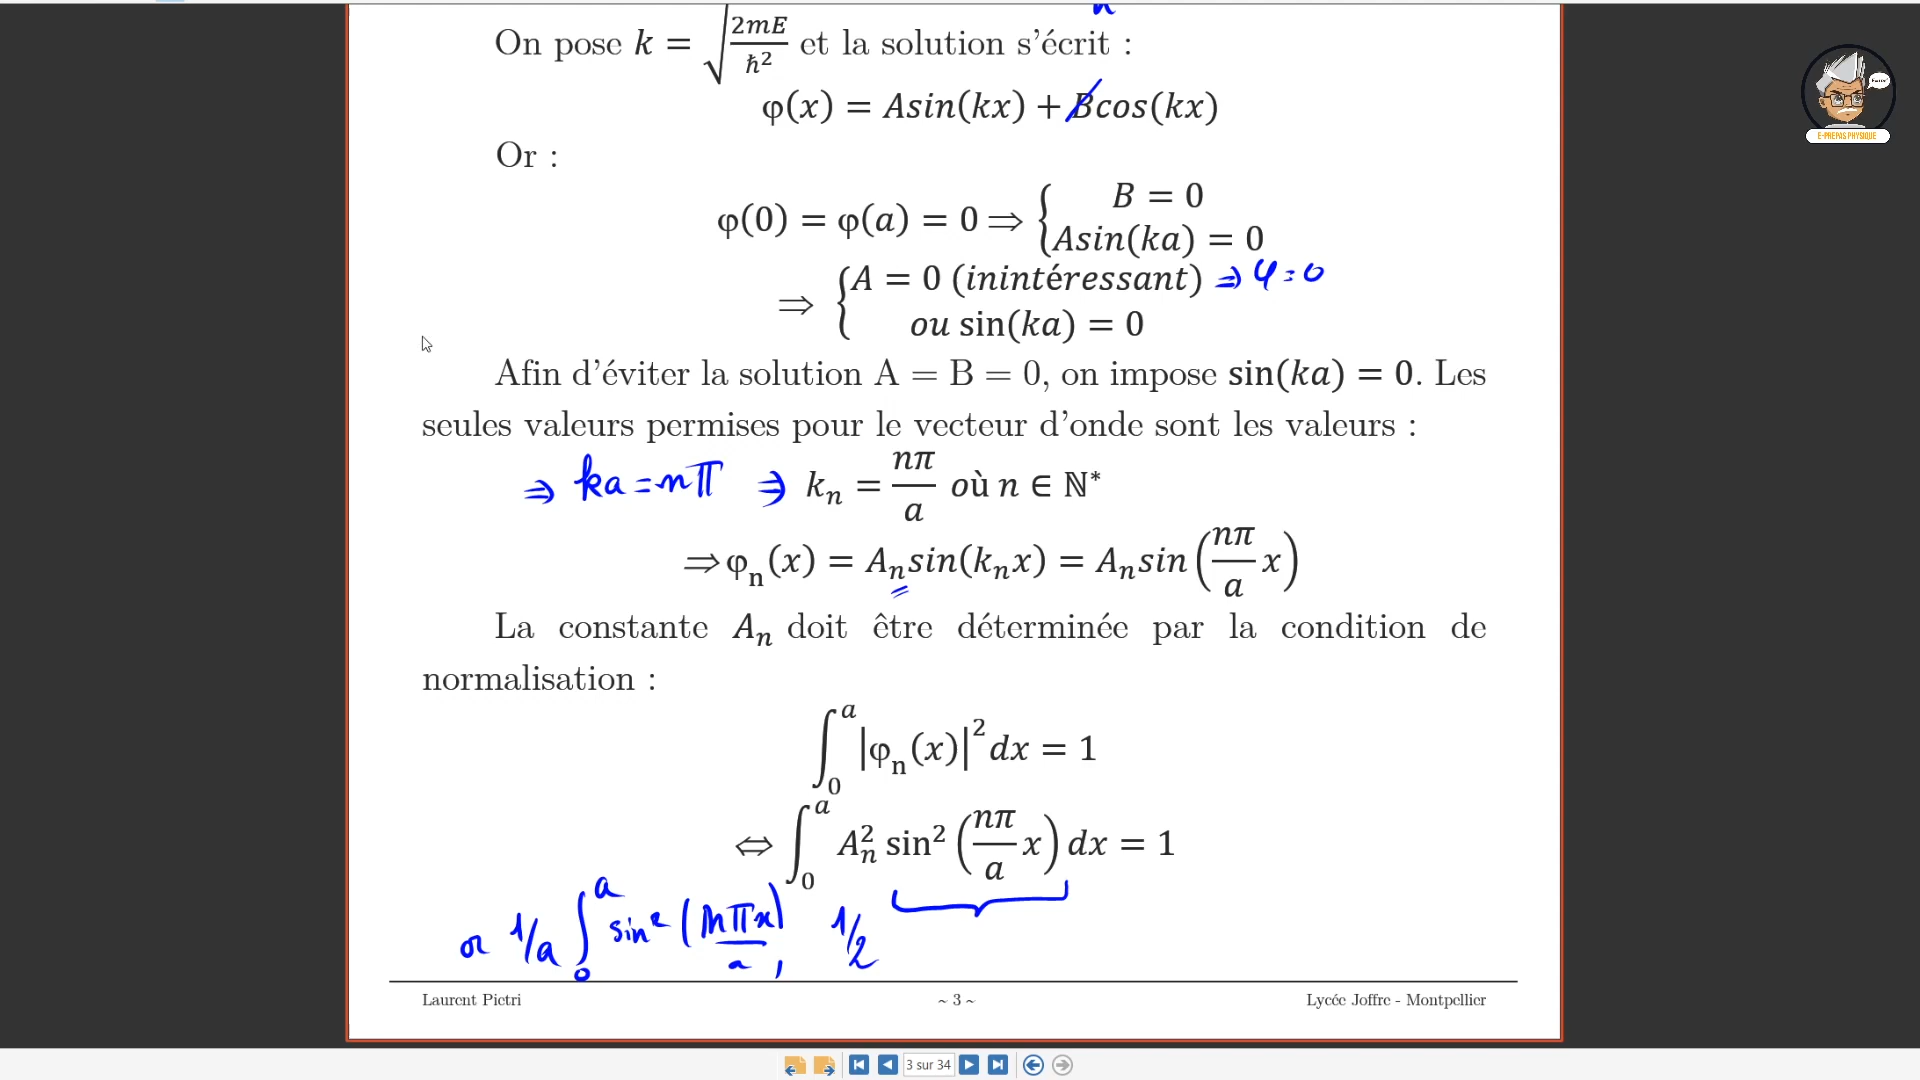 On pose k = √(2mE/ħ²) et la solution s'écrit :
φ(x) = Asin(kx) + Bcos(kx)
Or :
φ(0) = φ(a) = 0 ⇒ { B = 0
Asin(ka) = 0
⇒ { A = 0 (inintéressant) ⇒ φ = 0
ou sin(ka) = 0
Afin d'éviter la solution A = B = 0, on impose sin(ka) = 0. Les
seules valeurs permises pour le vecteur d'onde sont les valeurs :
⇒ ka = nπ ⇒ kₙ = nπ/a où n ∈ ℕ*
⇒ φₙ(x) = Aₙsin(kₙx) = Aₙsin(nπ/a x)
La constante Aₙ doit être déterminée par la condition de
normalisation :
∫₀ᵃ |φₙ(x)|² dx = 1
⇔ ∫₀ᵃ Aₙ² sin²(nπ/a x) dx = 1
or 1/a ∫₀ᵃ sin²(nπx/a) 1/2
Laurent Pietri ~ 3 ~ Lycée Joffre - Montpellier
3 sur 34
E-PREPAS PHYSIQUE